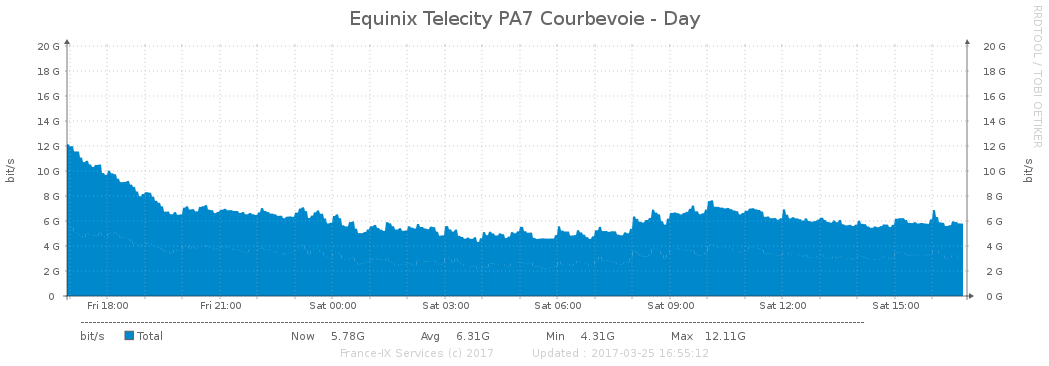 Equinix Telecity PA7 Courbevoie - Day
RRDTOOL / TOBI OETIKER
bit/s
20 G 20 G
18 G 18 G
16 G 16 G
14 G 14 G
12 G 12 G
10 G 10 G
8 G 8 G
6 G 6 G
4 G 4 G
2 G 2 G
0 0 G
bit/s
Fri 18:00 Fri 21:00 Sat 00:00 Sat 03:00 Sat 06:00 Sat 09:00 Sat 12:00 Sat 15:00
bit/s Total Now 5.78G Avg 6.31G Min 4.31G Max 12.11G
France-IX Services (c) 2017 Updated : 2017-03-25 16:55:12